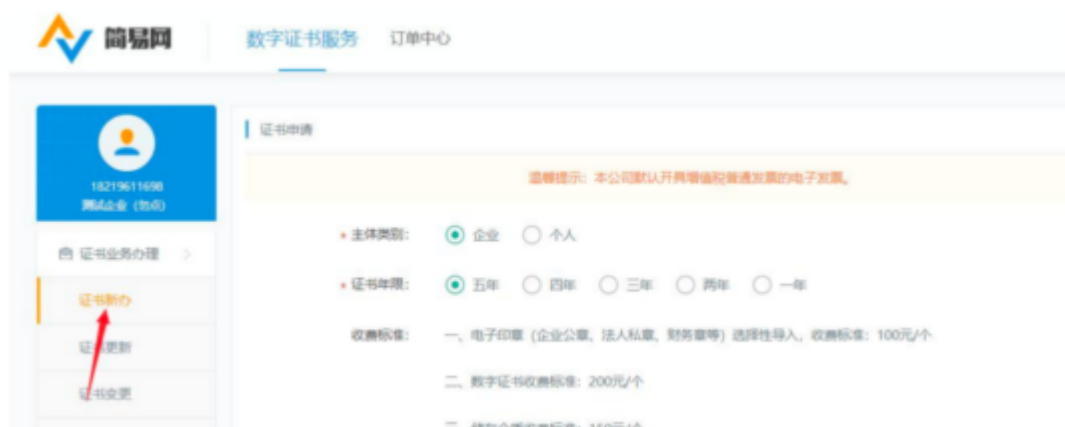 简易网
数字证书服务 订单中心
18219611698
测试企业（勿点）
证书业务办理
证书新办
证书更新
证书变更
证书申请
温馨提示：本公司默认开具增值税普通发票的电子发票。
* 主体类别： 企业 个人
* 证书年限： 五年 四年 三年 两年 一年
收费标准： 一、电子印章（企业公章、法人私章、财务章等）选择性导入，收费标准：100元/个
二、数字证书收费标准：200元/个